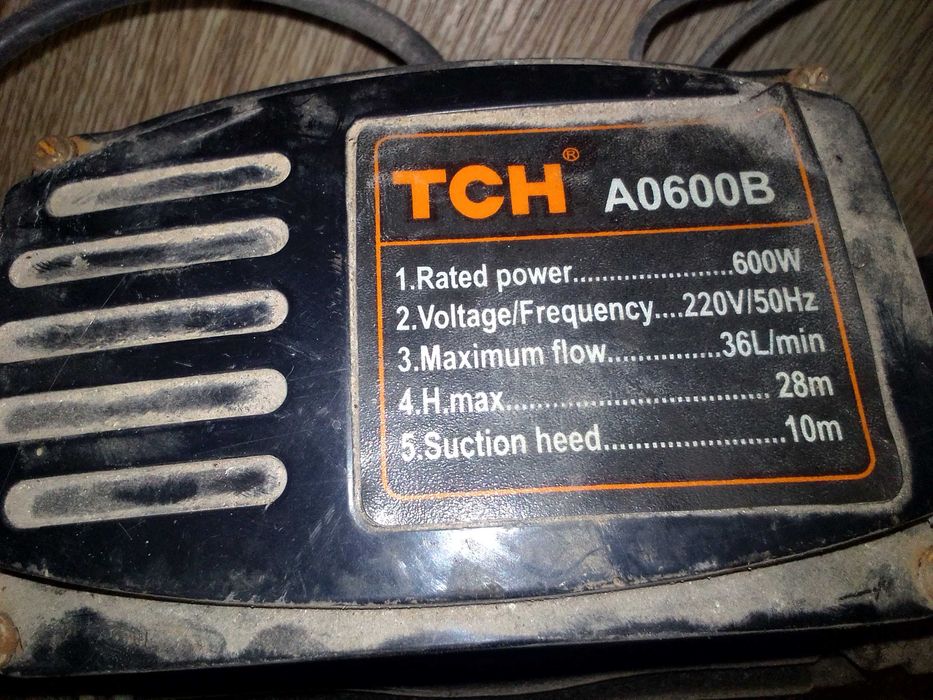 TCH® A0600B
1.Rated power.......................600W
2.Voltage/Frequency....220V/50Hz
3.Maximum flow................36L/min
4.H.max..................................... 28m
5.Suction heed.........................10m